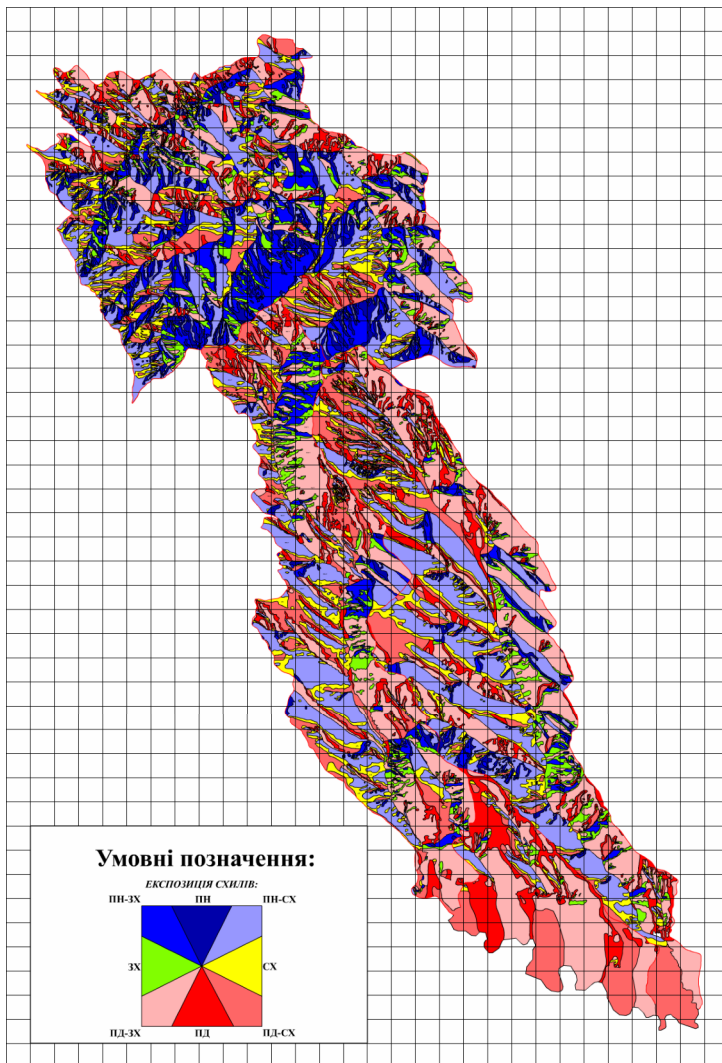 Умовні позначення:
ЕКСПОЗИЦІЯ СХИЛІВ:
ПН-ЗХ ПН ПН-СХ
ЗХ СХ
ПД-ЗХ ПД ПД-СХ